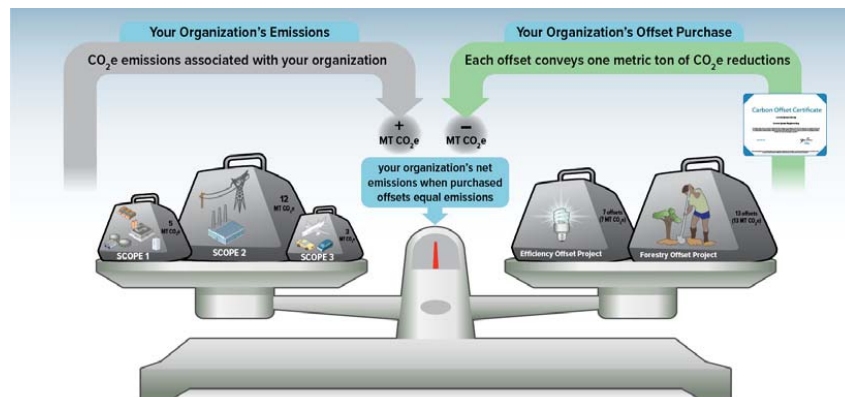 Your Organization's Emissions
CO₂e emissions associated with your organization
Your Organization's Offset Purchase
Each offset conveys one metric ton of CO₂e reductions
Carbon Offset Certificate
+
MT CO₂e
−
MT CO₂e
your organization's net
emissions when purchased
offsets equal emissions
5
MT CO₂e
SCOPE 1
12
MT CO₂e
SCOPE 2
3
MT CO₂e
SCOPE 3
7 offsets
(7 MT CO₂e)
Efficiency Offset Project
13 offsets
(13 MT CO₂e)
Forestry Offset Project